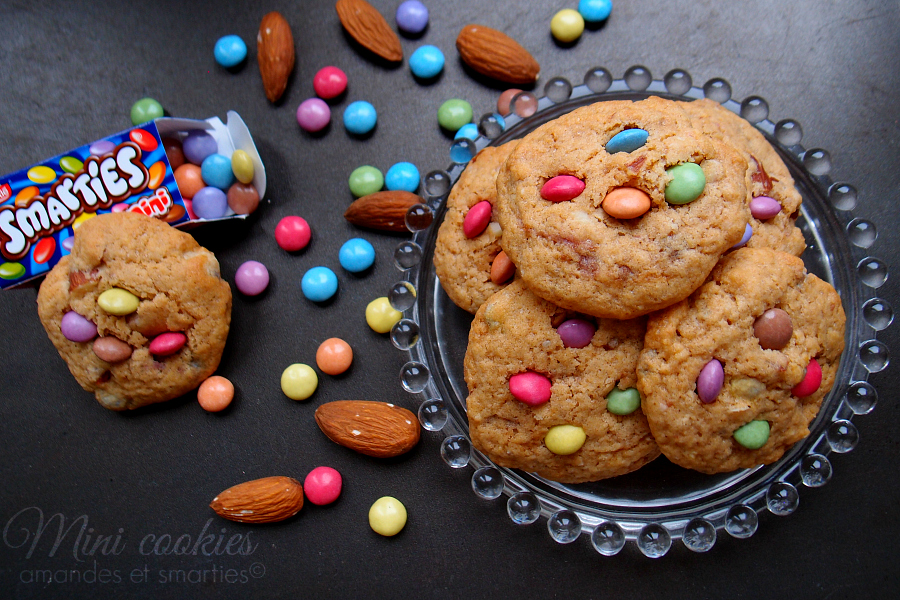 SMARTIES
mini
Mini cookies
amandes et smarties©